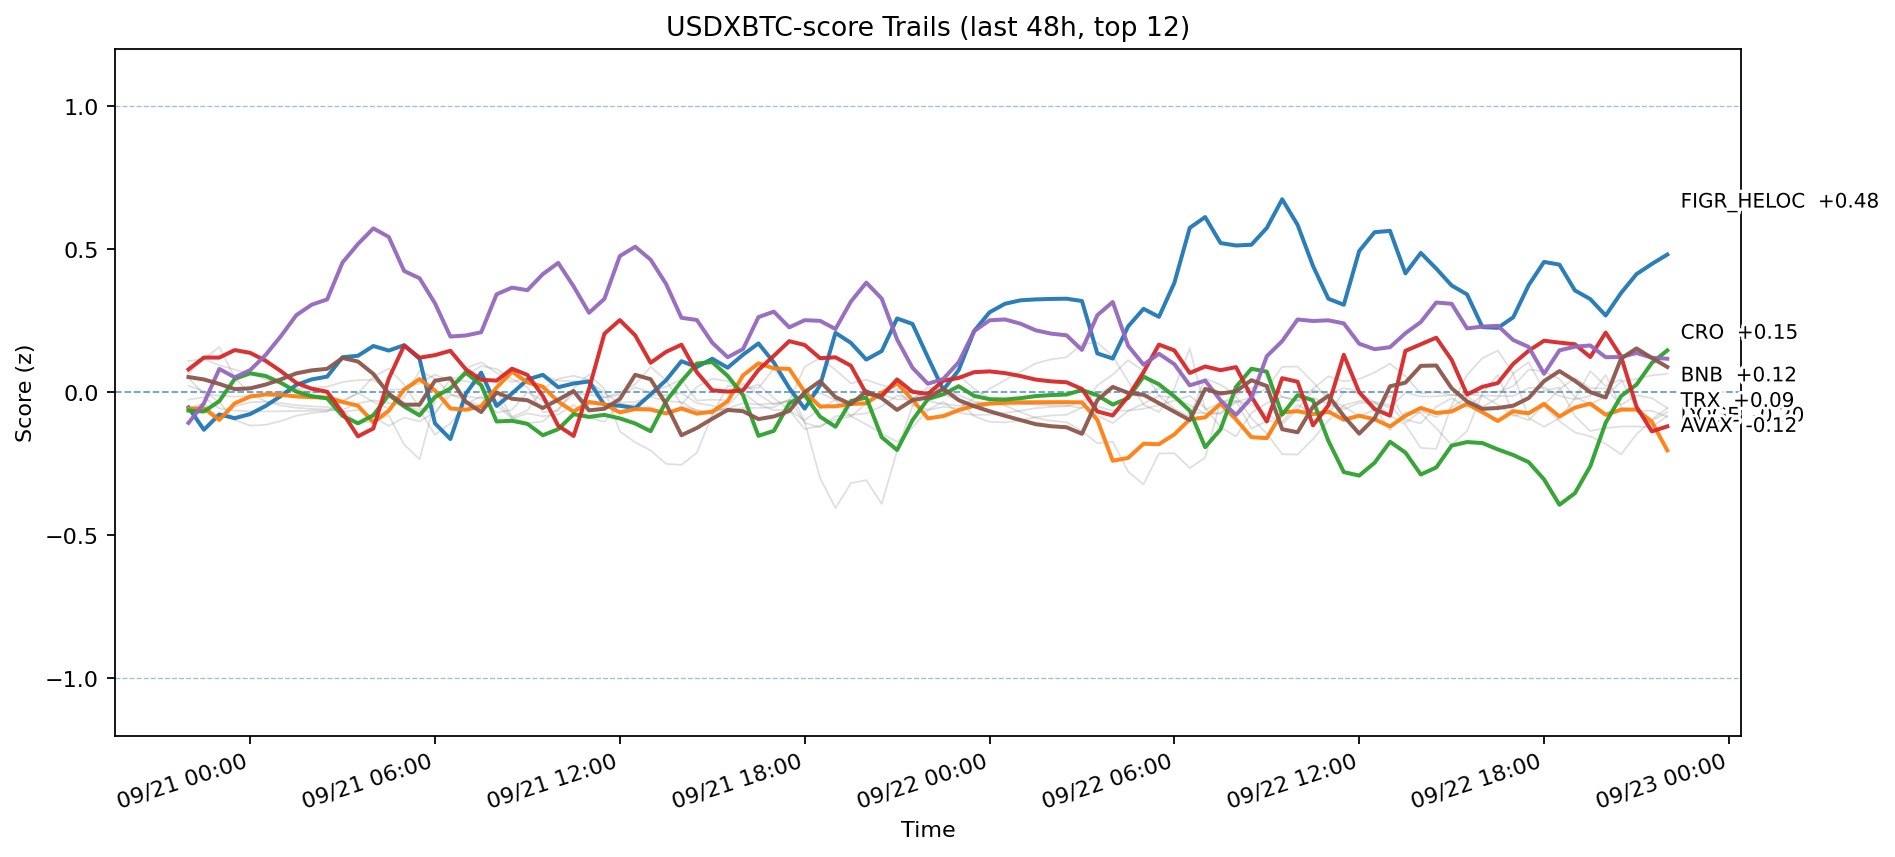 USDXBTC-score Trails (last 48h, top 12)
Score (z)
1.0
0.5
0.0
−0.5
−1.0
FIGR_HELOC +0.48
CRO +0.15
BNB +0.12
TRX +0.09
AVAX -0.12
09/21 00:00
09/21 06:00
09/21 12:00
09/21 18:00
09/22 00:00
09/22 06:00
09/22 12:00
09/22 18:00
09/23 00:00
Time